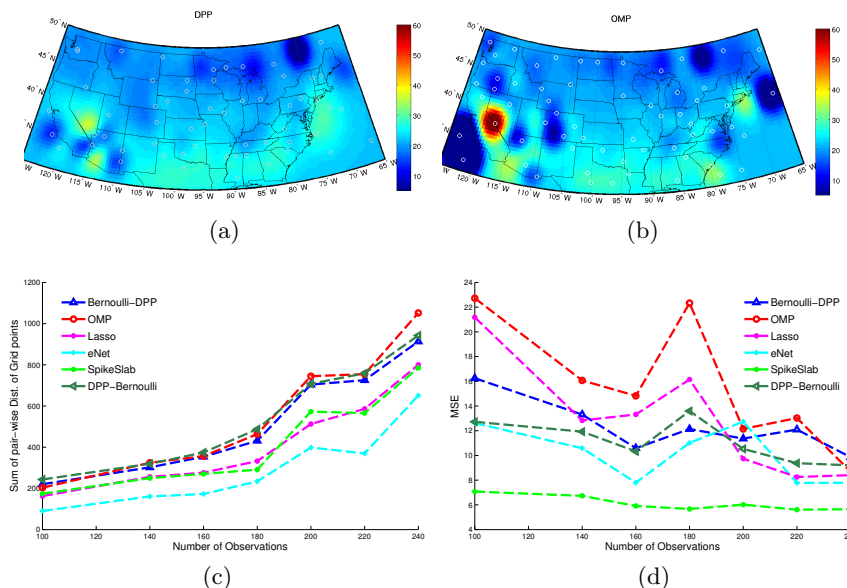 DPP
50° N
45° N
40° N
35° N
120° W
115° W
110° W
105° W
100° W
95° W
90° W
85° W
80° W
75° W
70° W
65° W
60
50
40
30
20
10
(a)
OMP
50° N
45° N
40° N
35° N
120° W
115° W
110° W
105° W
100° W
95° W
90° W
85° W
80° W
75° W
70° W
65° W
60
50
40
30
20
10
(b)
1200
1000
800
600
400
200
0
Sum of pair-wise Dist. of Grid points
Bernoulli-DPP
OMP
Lasso
eNet
SpikeSlab
DPP-Bernoulli
100 120 140 160 180 200 220 240
Number of Observations
(c)
24
22
20
18
16
14
12
10
8
6
4
MSE
Bernoulli-DPP
OMP
Lasso
eNet
SpikeSlab
DPP-Bernoulli
100 120 140 160 180 200 220
Number of Observations
(d)